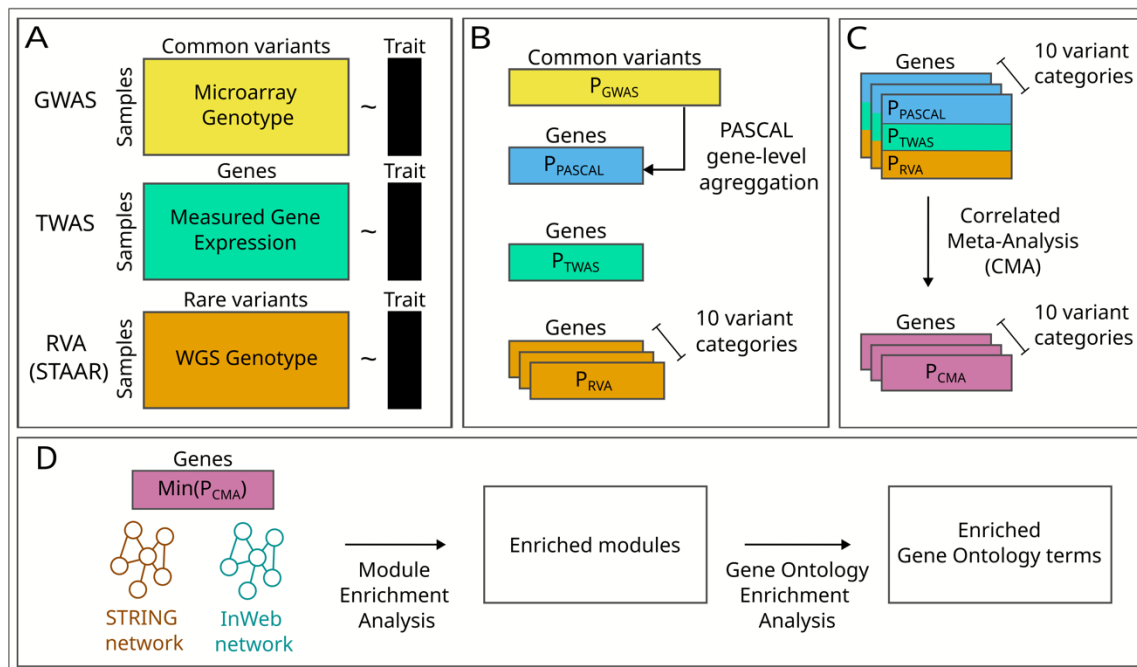 A
Common variants
Trait
GWAS
Samples
Microarray
Genotype
~
Genes
Trait
TWAS
Samples
Measured Gene
Expression
~
Rare variants
Trait
RVA
(STAAR)
Samples
WGS Genotype
~
B
Common variants
PGWAS
Genes
PPASCAL
PASCAL
gene-level
agreggation
Genes
PTWAS
Genes
10 variant
categories
PRVA
C
Genes
10 variant
categories
PPASCAL
PTWAS
PRVA
Correlated
Meta-Analysis
(CMA)
Genes
10 variant
categories
PCMA
D
Genes
Min(PCMA)
STRING
network
InWeb
network
Module
Enrichment
Analysis
Enriched modules
Gene Ontology
Enrichment
Analysis
Enriched
Gene Ontology terms